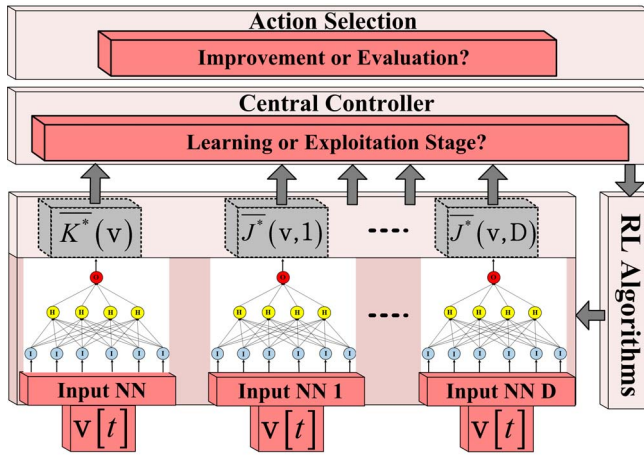 Action Selection
Improvement or Evaluation?
Central Controller
Learning or Exploitation Stage?
K*(v) J*(v,1) J*(v,D)
RL Algorithms
O O O
H H H H H H H H H H H H
I I I I I I I I I I I I I I I I I I
Input NN Input NN 1 Input NN D
v[t] v[t] v[t]